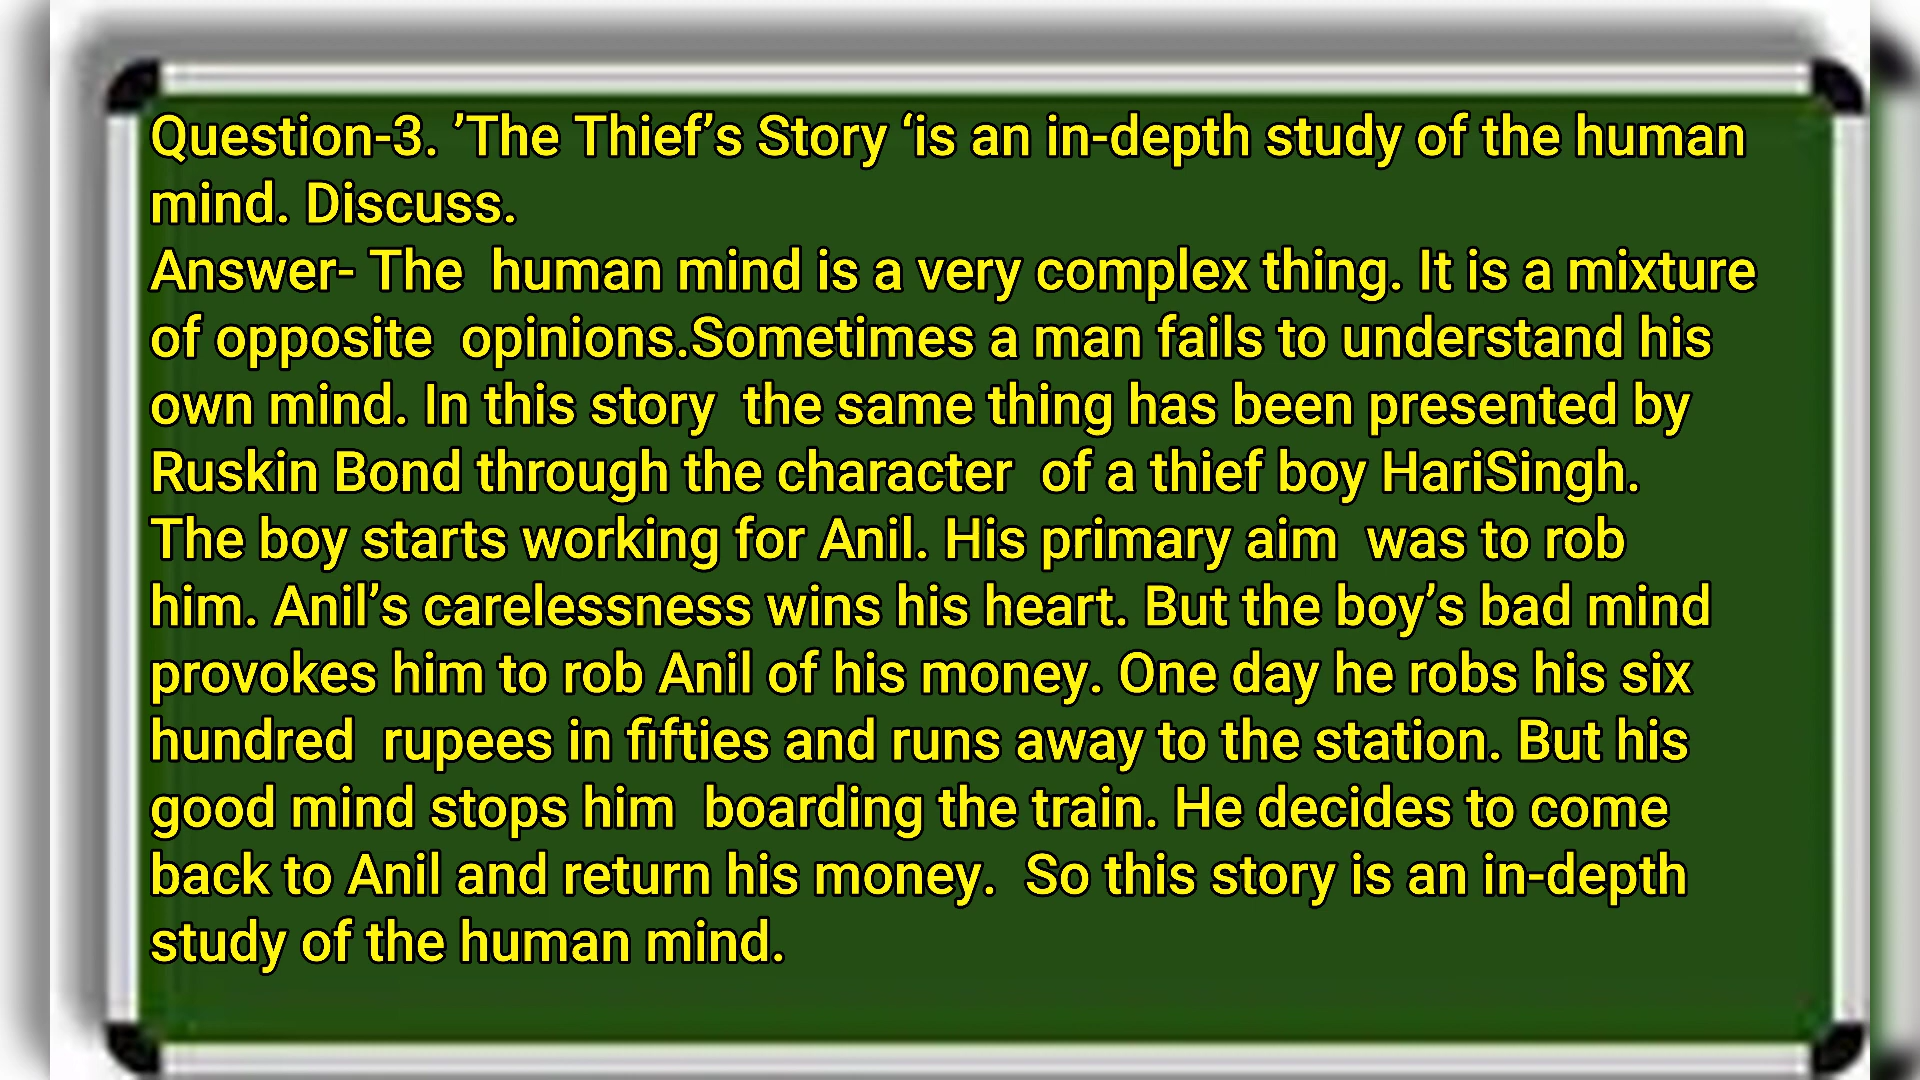 Question-3. ’The Thief’s Story ‘is an in-depth study of the human
mind. Discuss.
Answer- The  human mind is a very complex thing. It is a mixture
of opposite  opinions.Sometimes a man fails to understand his
own mind. In this story  the same thing has been presented by
Ruskin Bond through the character  of a thief boy HariSingh.
The boy starts working for Anil. His primary aim  was to rob
him. Anil’s carelessness wins his heart. But the boy’s bad mind
provokes him to rob Anil of his money. One day he robs his six
hundred  rupees in fifties and runs away to the station. But his
good mind stops him  boarding the train. He decides to come
back to Anil and return his money.  So this story is an in-depth
study of the human mind.